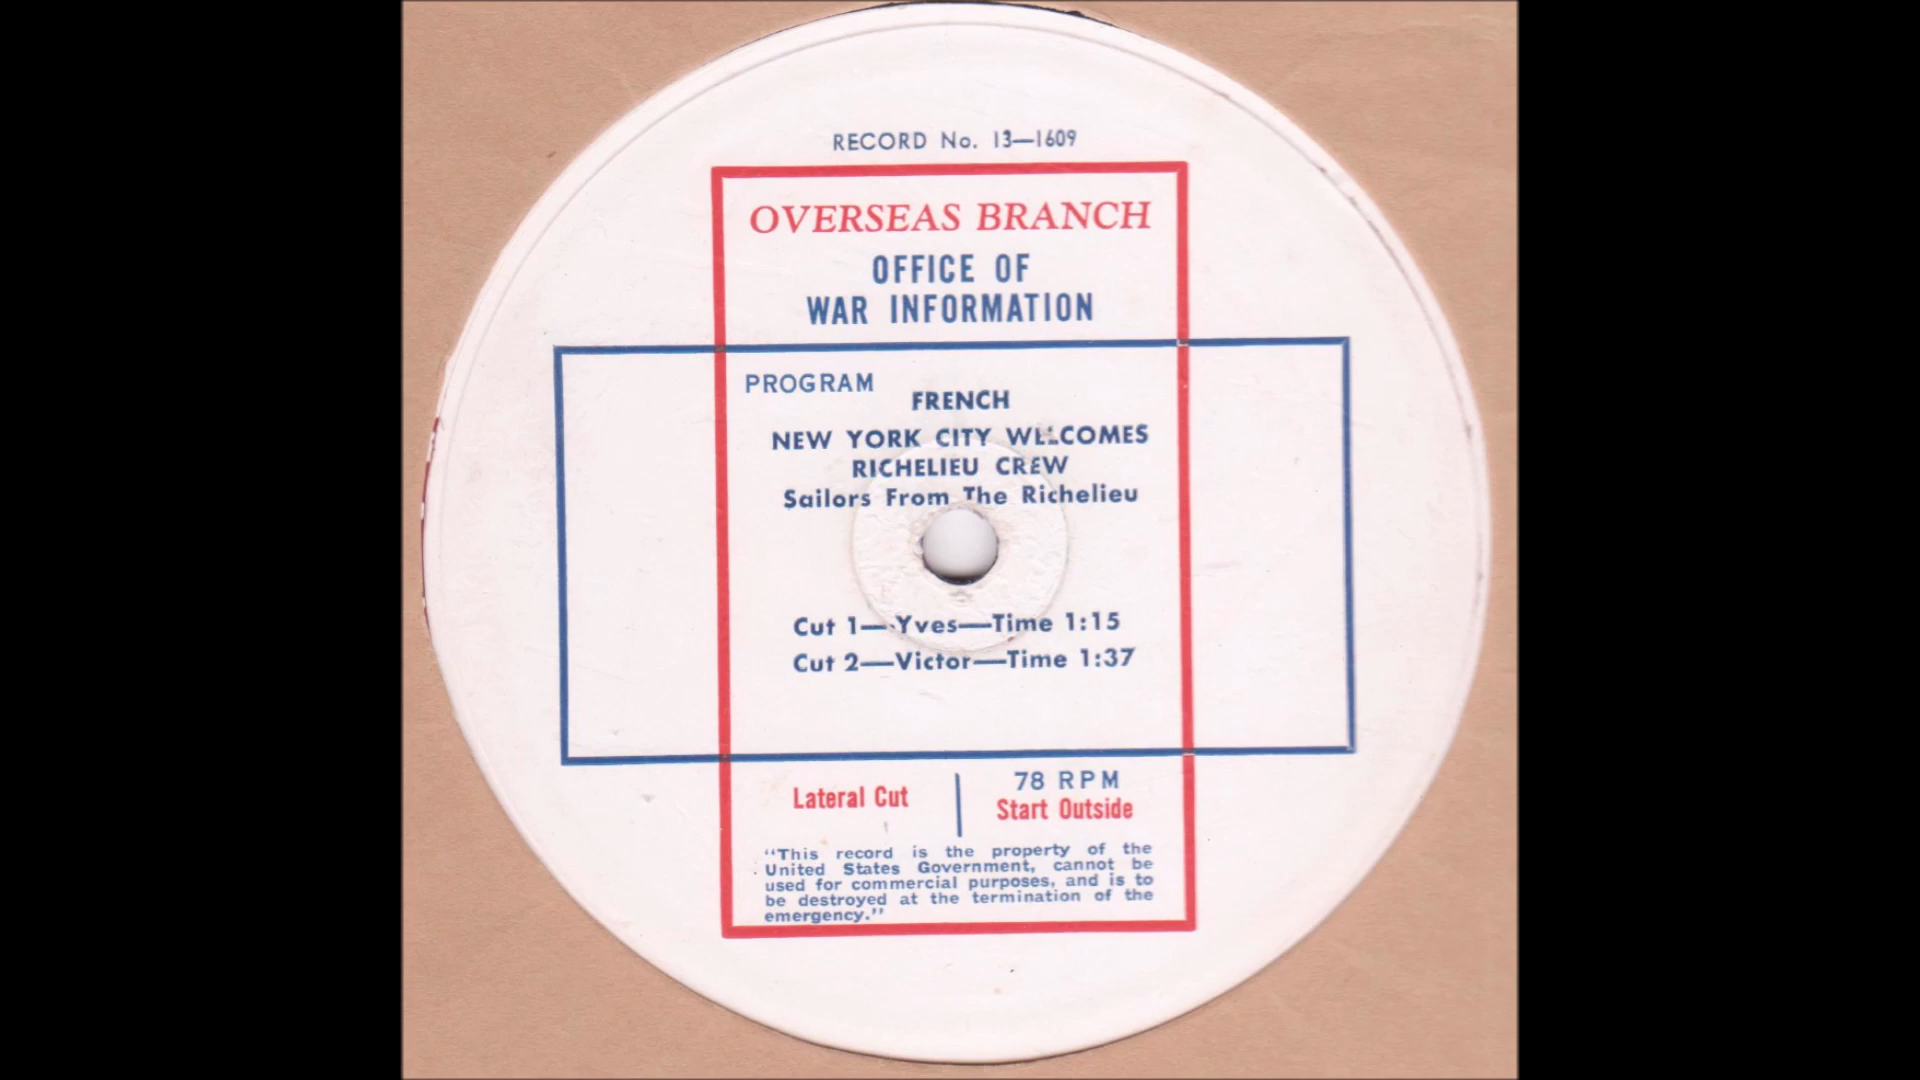 RECORD No. 13—1609
OVERSEAS BRANCH
OFFICE OF
WAR INFORMATION
PROGRAM
FRENCH
NEW YORK CITY WELCOMES
RICHELIEU CREW
Sailors From The Richelieu
Cut 1—Yves—Time 1:15
Cut 2—Victor—Time 1:37
Lateral Cut
78 RPM
Start Outside
“This record is the property of the
United States Government, cannot be
used for commercial purposes, and is to
be destroyed at the termination of the
emergency.”